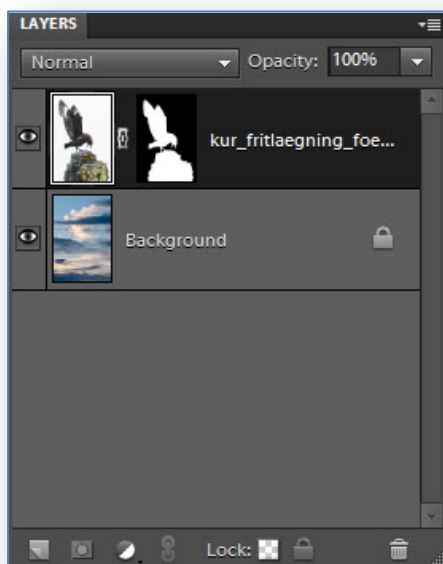 LAYERS
Normal Opacity: 100%
kur_fritlaegning_foe...
Background
Lock: